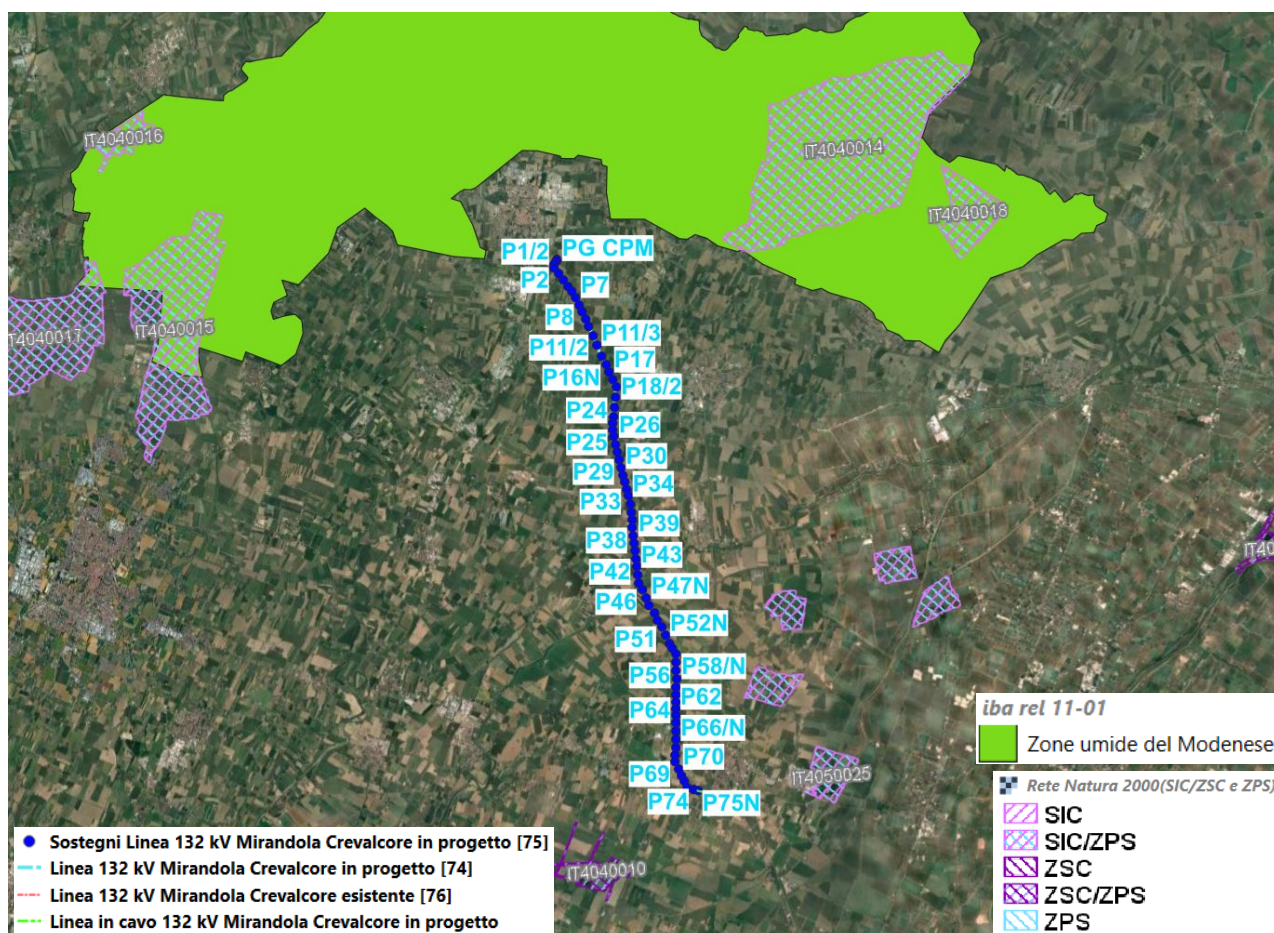 IT4040016
IT4040014
IT4040018
P1/2
PG CPM
P2
P7
IT4040015
T4040017
P8
P11/3
P11/2
P17
P16N
P18/2
P24
P26
P25
P30
P29
P34
P33
P39
P38
P43
IT40
P42
P47N
P46
P52N
P51
P58/N
P56
P62
P64
P66/N
P70
P69
IT4050025
P74
P75N
IT4040010
iba rel 11-01
Zone umide del Modenese
Rete Natura 2000(SIC/ZSC e ZPS)
SIC
SIC/ZPS
ZSC
ZSC/ZPS
ZPS
Sostegni Linea 132 kV Mirandola Crevalcore in progetto [75]
Linea 132 kV Mirandola Crevalcore in progetto [74]
Linea 132 kV Mirandola Crevalcore esistente [76]
Linea in cavo 132 kV Mirandola Crevalcore in progetto